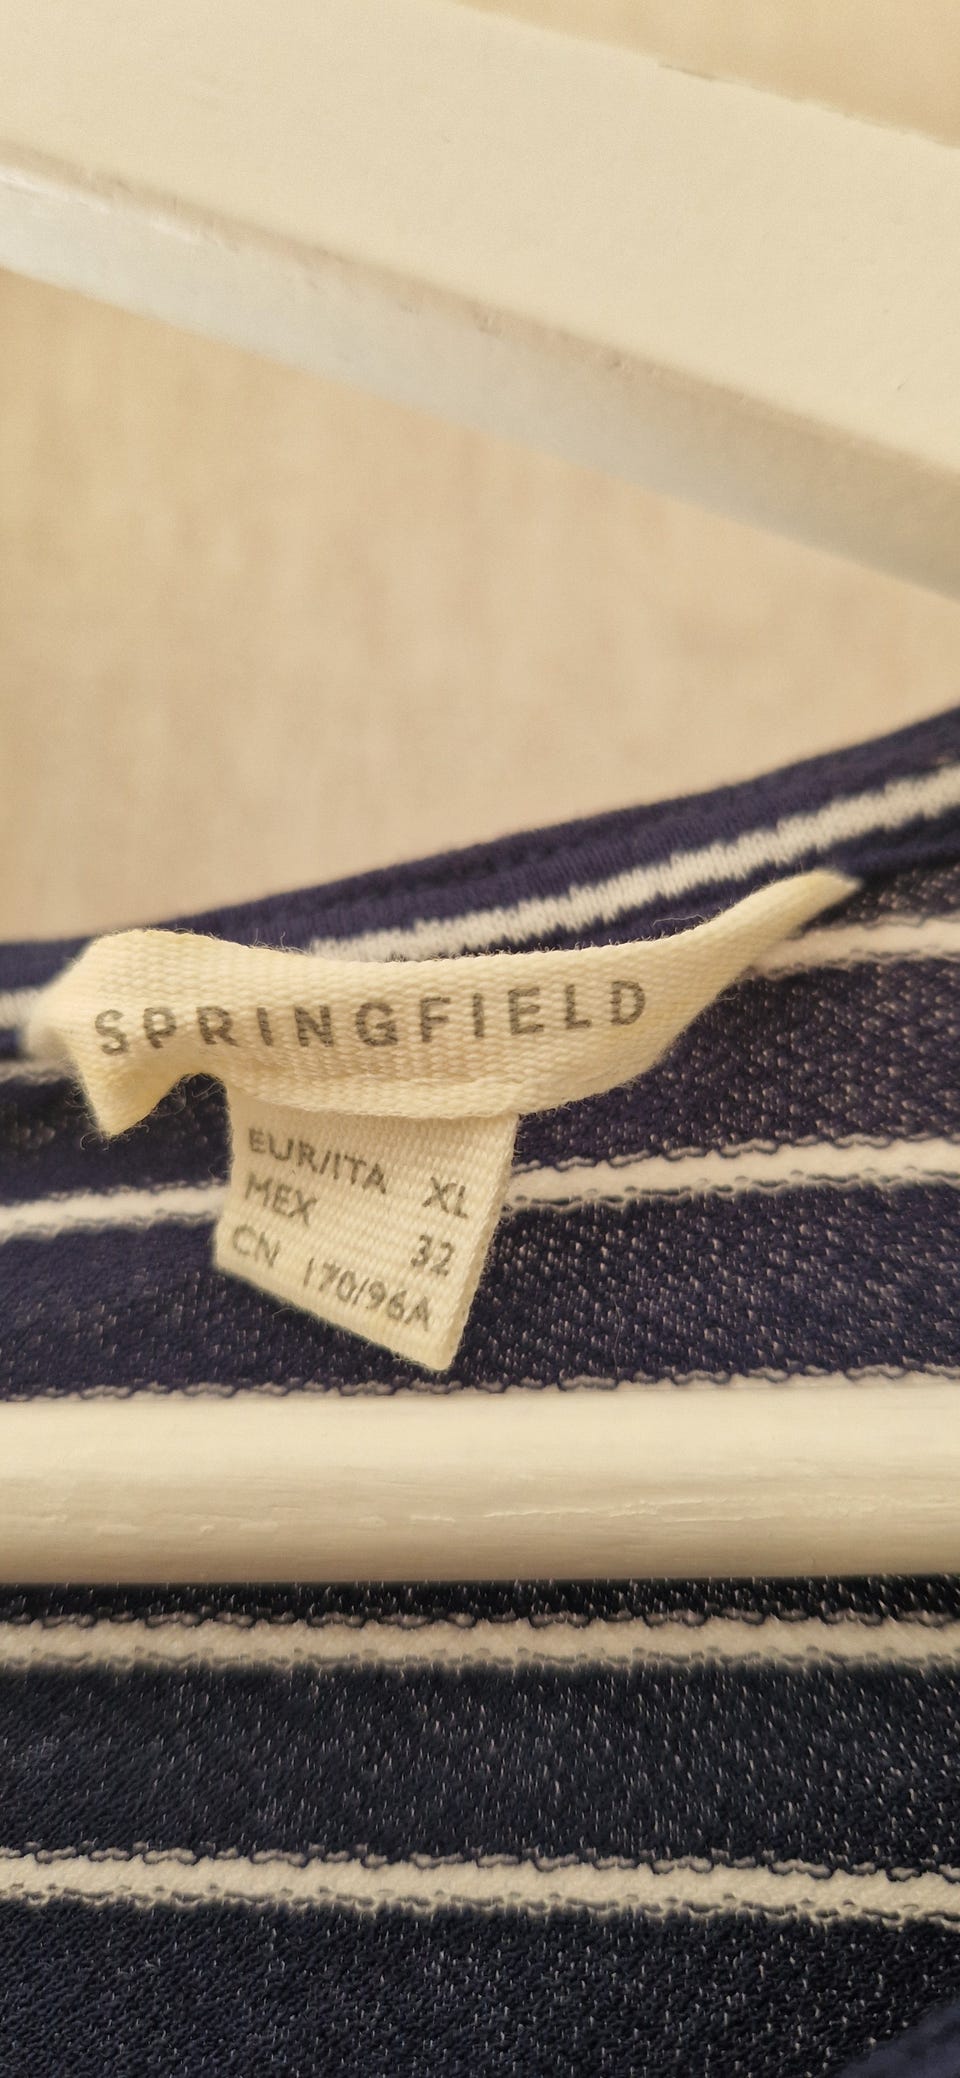 SPRINGFIELD
EUR/ITA XL
MEX 32
CN 170/96A